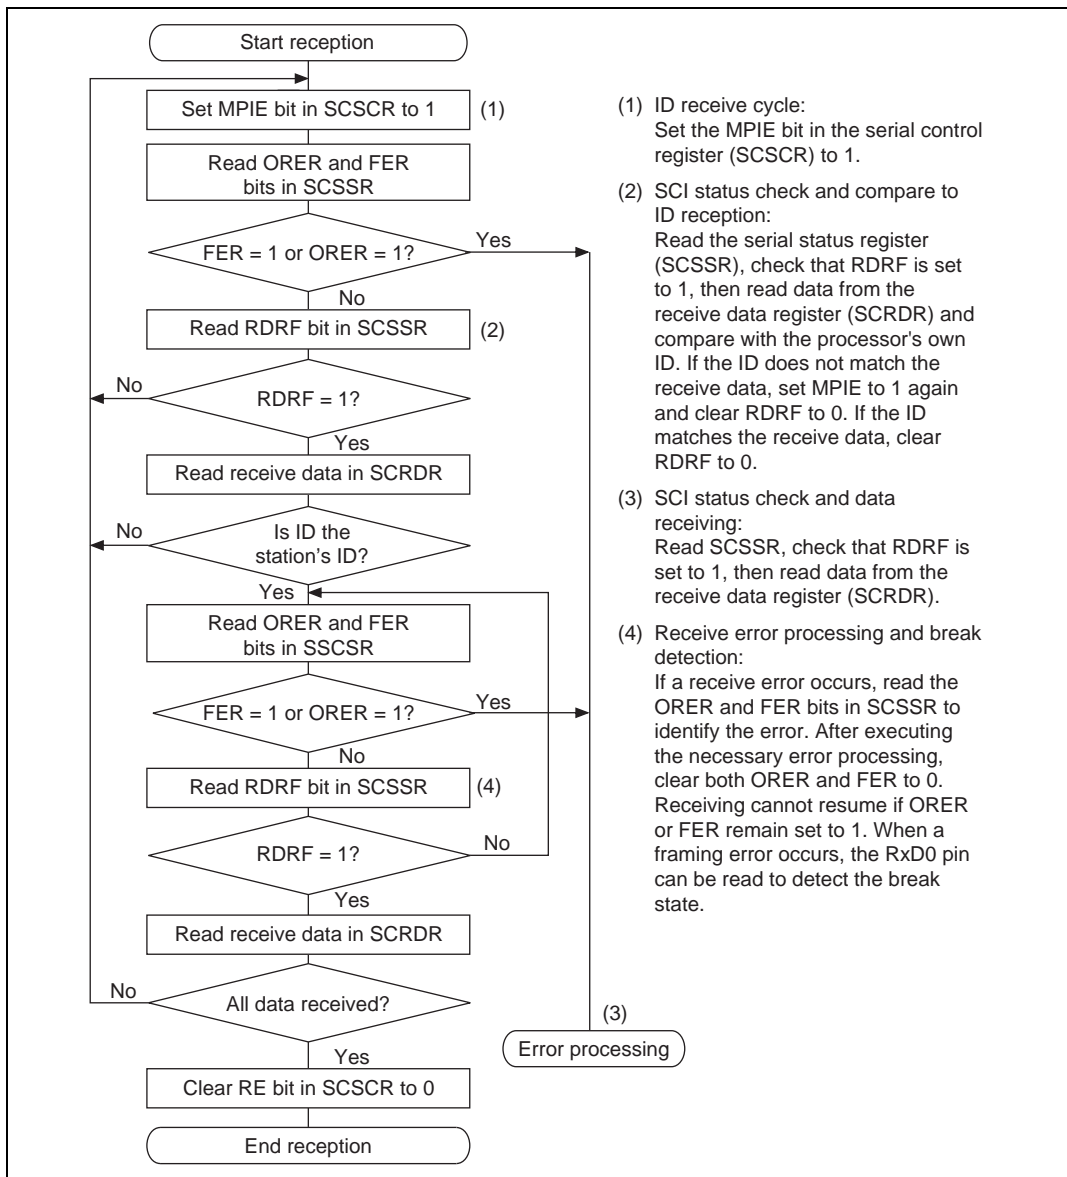 Start reception
Set MPIE bit in SCSCR to 1
(1)
Read ORER and FER
bits in SCSSR
FER = 1 or ORER = 1?
Yes
No
Read RDRF bit in SCSSR
(2)
No
RDRF = 1?
Yes
Read receive data in SCRDR
No
Is ID the
station's ID?
Yes
Read ORER and FER
bits in SSCSR
FER = 1 or ORER = 1?
Yes
No
Read RDRF bit in SCSSR
(4)
RDRF = 1?
No
Yes
Read receive data in SCRDR
No
All data received?
(3)
Error processing
Yes
Clear RE bit in SCSCR to 0
End reception
(1) ID receive cycle:
Set the MPIE bit in the serial control
register (SCSCR) to 1.
(2) SCI status check and compare to
ID reception:
Read the serial status register
(SCSSR), check that RDRF is set
to 1, then read data from the
receive data register (SCRDR) and
compare with the processor's own
ID. If the ID does not match the
receive data, set MPIE to 1 again
and clear RDRF to 0. If the ID
matches the receive data, clear
RDRF to 0.
(3) SCI status check and data
receiving:
Read SCSSR, check that RDRF is
set to 1, then read data from the
receive data register (SCRDR).
(4) Receive error processing and break
detection:
If a receive error occurs, read the
ORER and FER bits in SCSSR to
identify the error. After executing
the necessary error processing,
clear both ORER and FER to 0.
Receiving cannot resume if ORER
or FER remain set to 1. When a
framing error occurs, the RxD0 pin
can be read to detect the break
state.